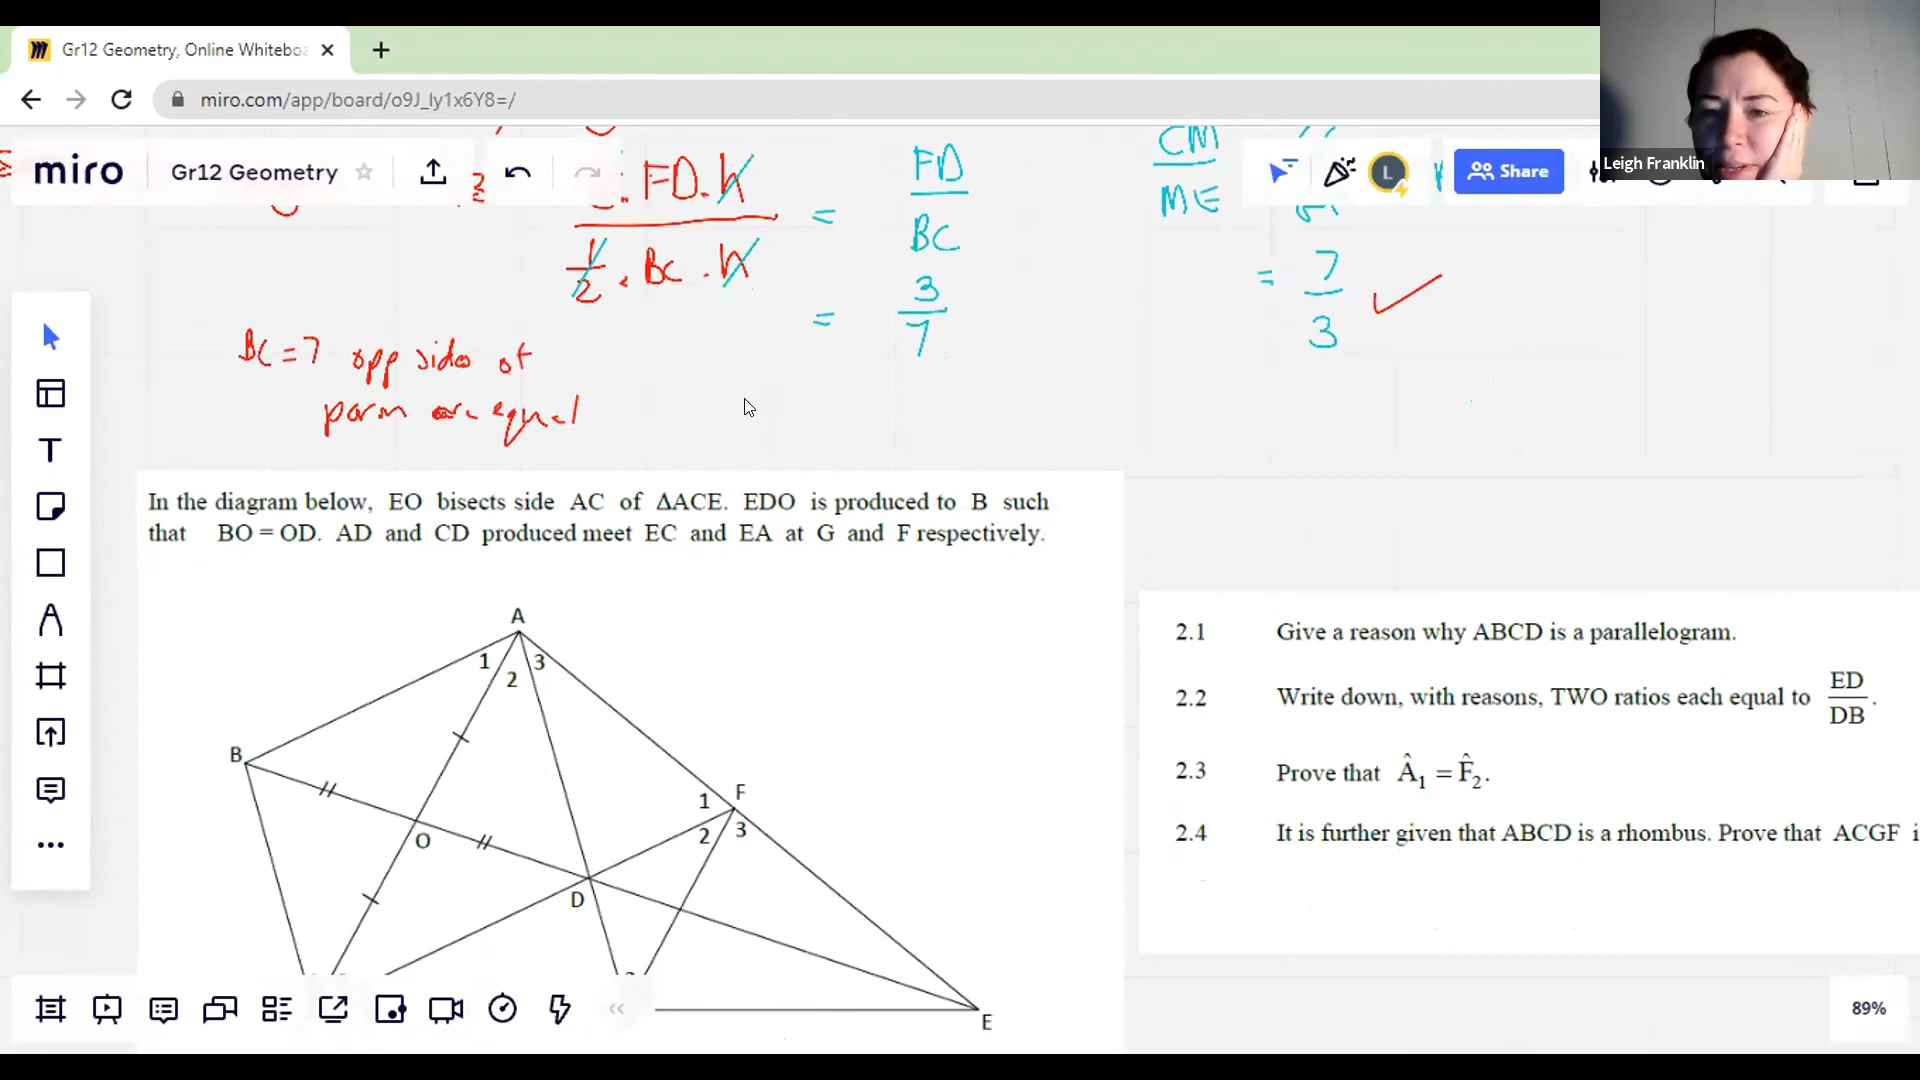 Gr12 Geometry, Online Whiteboa
miro.com/app/board/o9J_ly1x6Y8=/
Leigh Franklin
miro
Gr12 Geometry
L
Share
FD.h
1/2 . BC . h
= FD/BC
= 3/7
CM/ME
= 7/3
BC = 7 opp sides of
parm are equal
In the diagram below, EO bisects side AC of ΔACE. EDO is produced to B such
that BO = OD. AD and CD produced meet EC and EA at G and F respectively.
A
1
3
2
B
F
1
2
3
O
D
E
2.1 Give a reason why ABCD is a parallelogram.
2.2 Write down, with reasons, TWO ratios each equal to ED/DB.
2.3 Prove that Â₁ = F̂₂.
2.4 It is further given that ABCD is a rhombus. Prove that ACGF i
89%